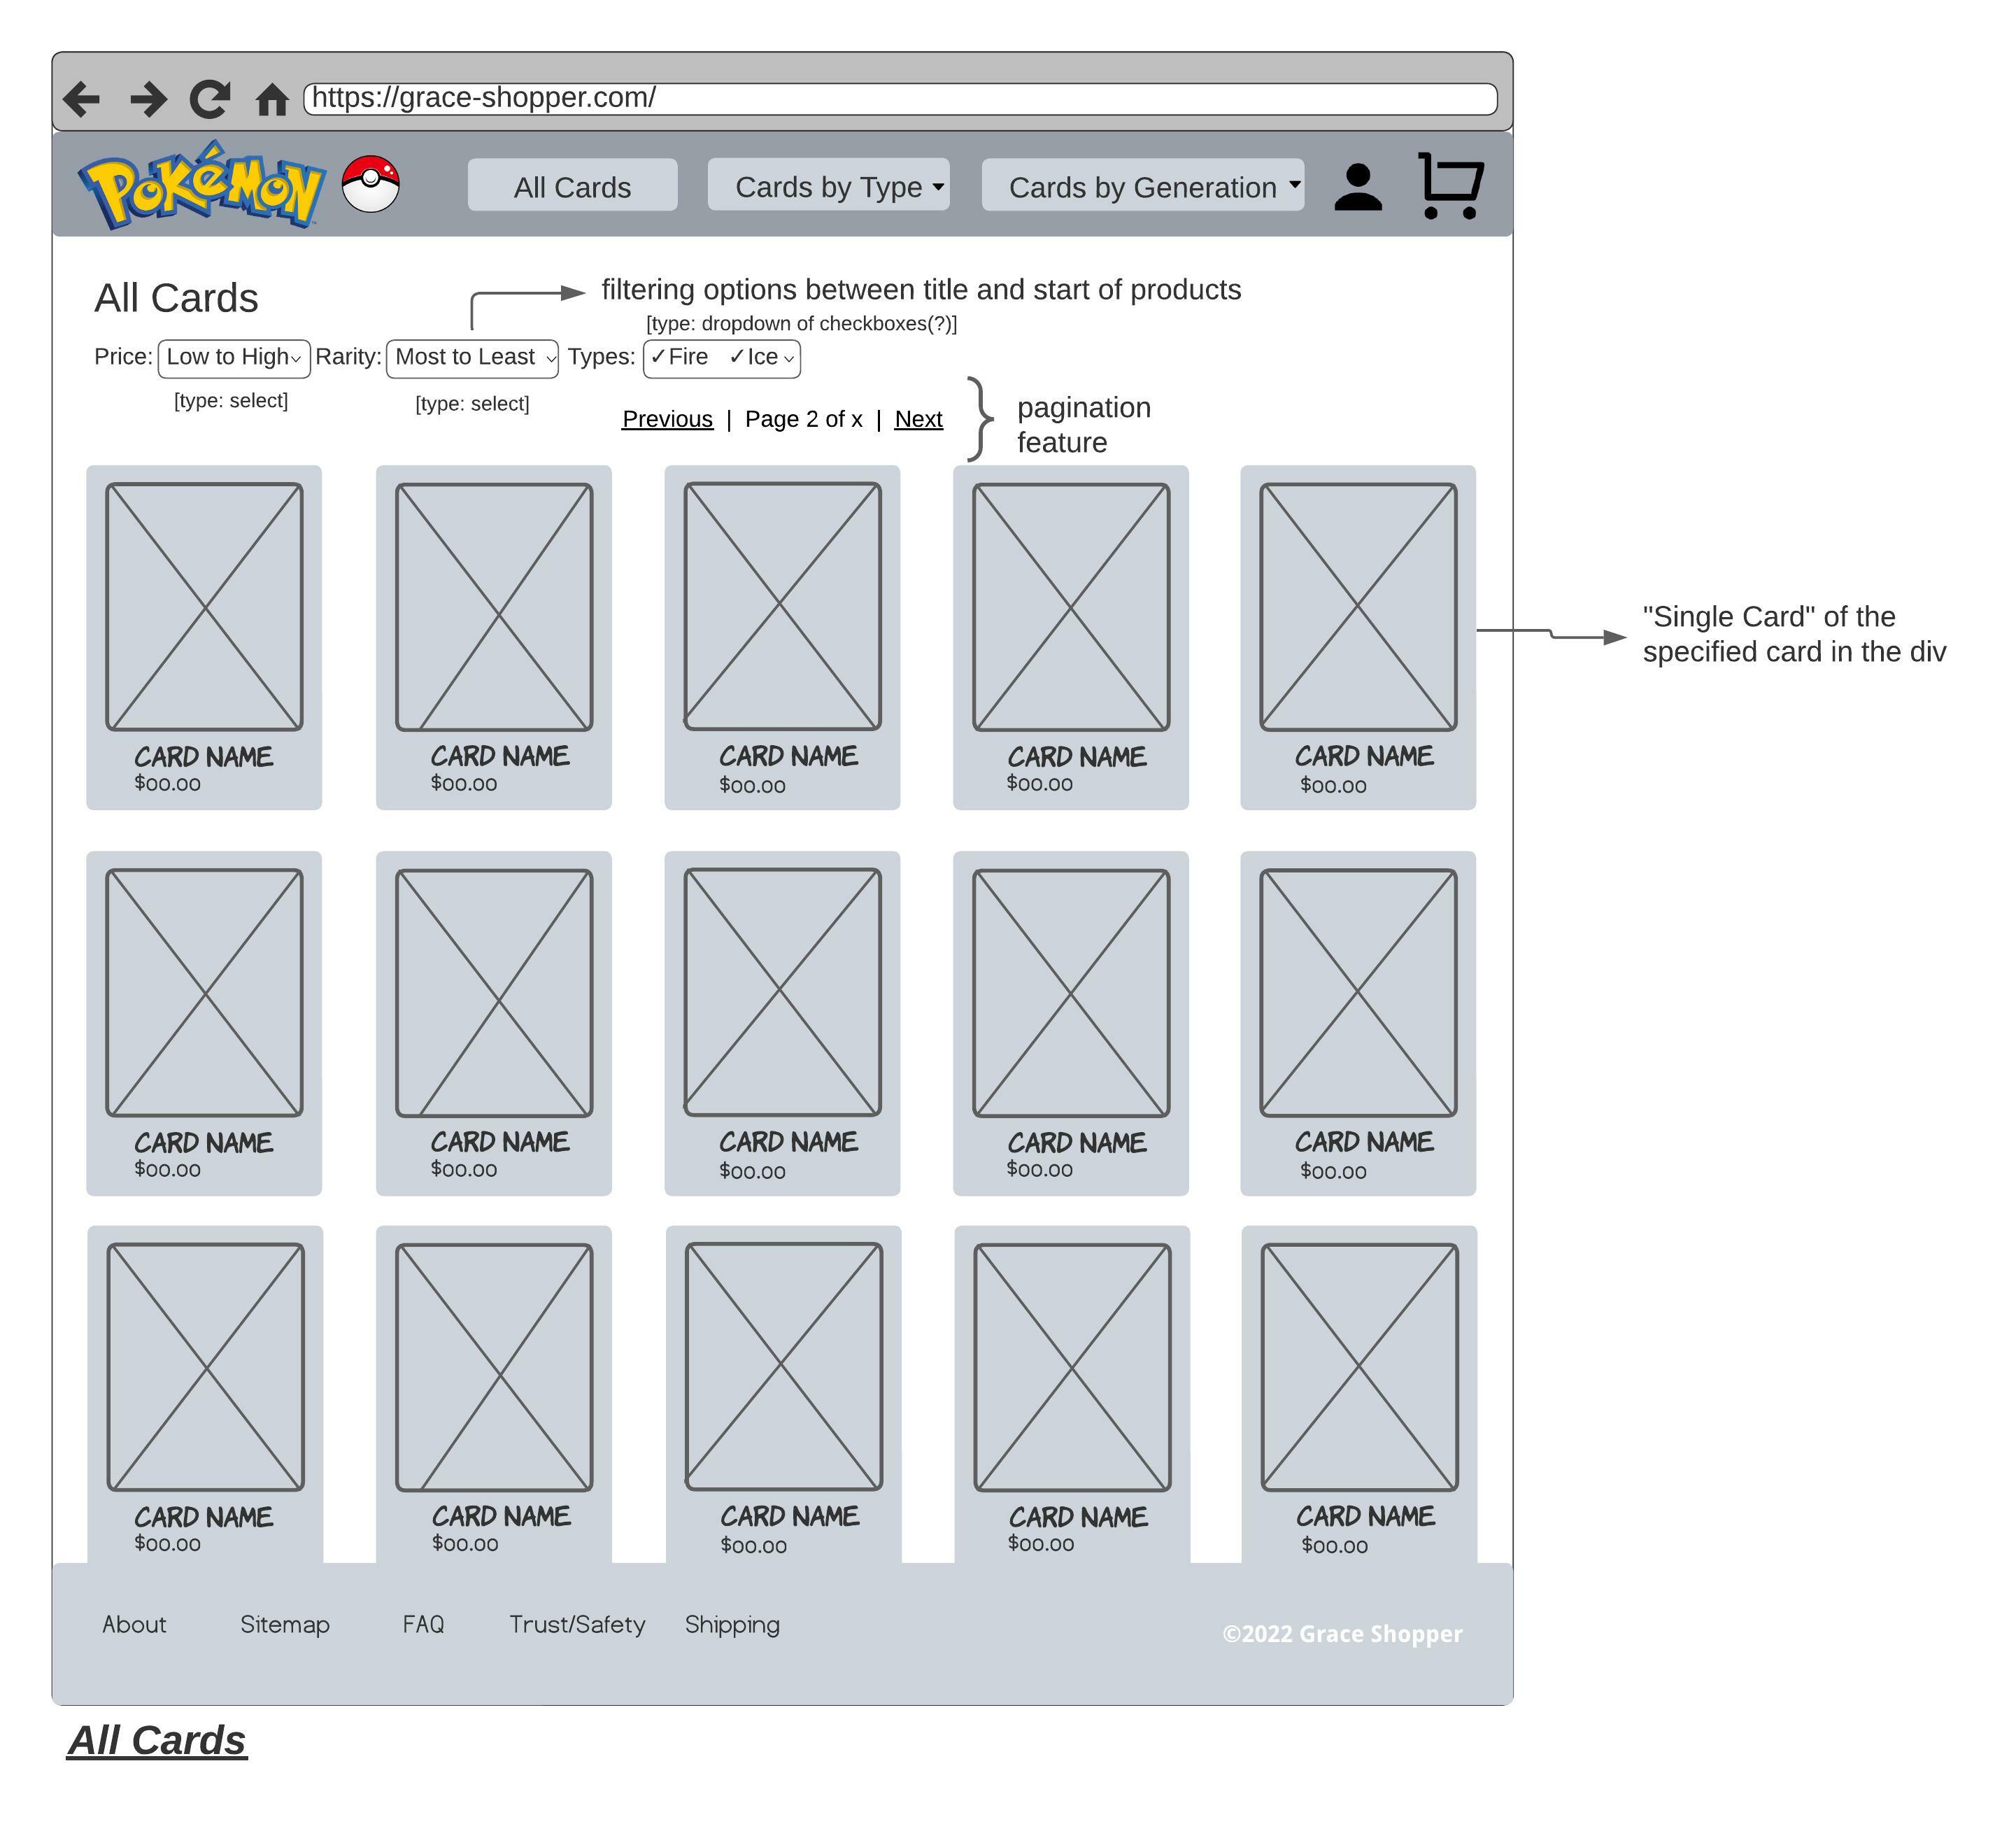 https://grace-shopper.com/
POKéMON
All Cards
Cards by Type
Cards by Generation
All Cards
filtering options between title and start of products
[type: dropdown of checkboxes(?)]
Price: Low to High Rarity: Most to Least Types: ✓Fire ✓Ice
[type: select]
[type: select]
Previous | Page 2 of x | Next
pagination
feature
"Single Card" of the
specified card in the div
CARD NAME
$00.00
CARD NAME
$00.00
CARD NAME
$00.00
CARD NAME
$00.00
CARD NAME
$00.00
CARD NAME
$00.00
CARD NAME
$00.00
CARD NAME
$00.00
CARD NAME
$00.00
CARD NAME
$00.00
CARD NAME
$00.00
CARD NAME
$00.00
CARD NAME
$00.00
CARD NAME
$00.00
CARD NAME
$00.00
About
Sitemap
FAQ
Trust/Safety
Shipping
©2022 Grace Shopper
All Cards